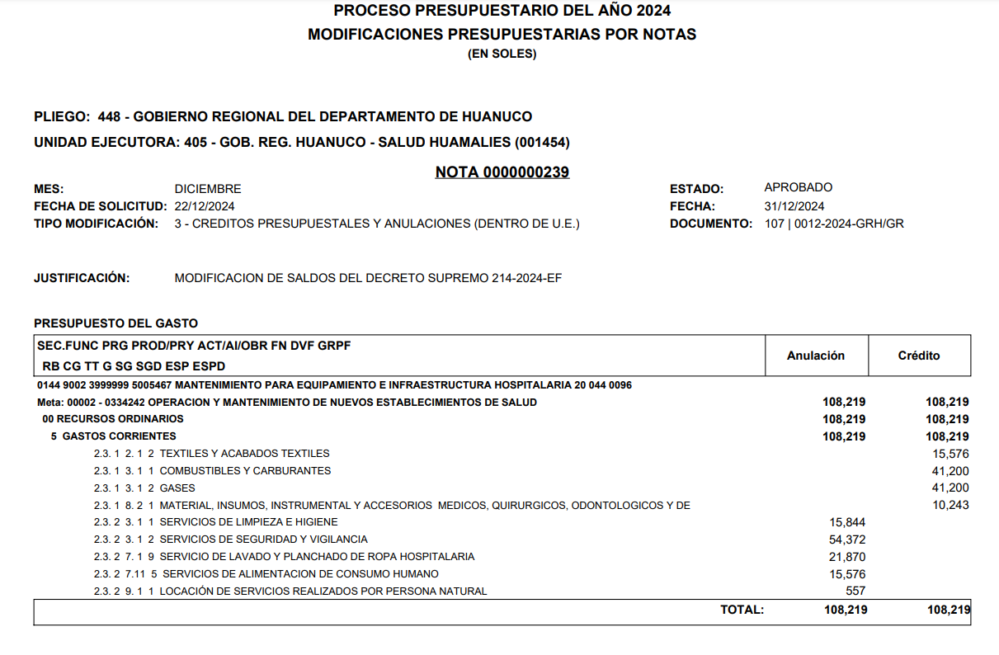 PROCESO PRESUPUESTARIO DEL AÑO 2024
MODIFICACIONES PRESUPUESTARIAS POR NOTAS
(EN SOLES)
PLIEGO: 448 - GOBIERNO REGIONAL DEL DEPARTAMENTO DE HUANUCO
UNIDAD EJECUTORA: 405 - GOB. REG. HUANUCO - SALUD HUAMALIES (001454)
NOTA 0000000239
MES: DICIEMBRE ESTADO: APROBADO
FECHA DE SOLICITUD: 22/12/2024 FECHA: 31/12/2024
TIPO MODIFICACIÓN: 3 - CREDITOS PRESUPUESTALES Y ANULACIONES (DENTRO DE U.E.) DOCUMENTO: 107 | 0012-2024-GRH/GR
JUSTIFICACIÓN: MODIFICACION DE SALDOS DEL DECRETO SUPREMO 214-2024-EF
PRESUPUESTO DEL GASTO
SEC.FUNC PRG PROD/PRY ACT/AI/OBR FN DVF GRPF
RB CG TT G SG SGD ESP ESPD Anulación Crédito
0144 9002 3999999 5005467 MANTENIMIENTO PARA EQUIPAMIENTO E INFRAESTRUCTURA HOSPITALARIA 20 044 0096
Meta: 00002 - 0334242 OPERACION Y MANTENIMIENTO DE NUEVOS ESTABLECIMIENTOS DE SALUD 108,219 108,219
00 RECURSOS ORDINARIOS 108,219 108,219
5 GASTOS CORRIENTES 108,219 108,219
2.3. 1 2. 1 2 TEXTILES Y ACABADOS TEXTILES 15,576
2.3. 1 3. 1 1 COMBUSTIBLES Y CARBURANTES 41,200
2.3. 1 3. 1 2 GASES 41,200
2.3. 1 8. 2 1 MATERIAL, INSUMOS, INSTRUMENTAL Y ACCESORIOS MEDICOS, QUIRURGICOS, ODONTOLOGICOS Y DE 10,243
2.3. 2 3. 1 1 SERVICIOS DE LIMPIEZA E HIGIENE 15,844
2.3. 2 3. 1 2 SERVICIOS DE SEGURIDAD Y VIGILANCIA 54,372
2.3. 2 7. 1 9 SERVICIO DE LAVADO Y PLANCHADO DE ROPA HOSPITALARIA 21,870
2.3. 2 7.11 5 SERVICIOS DE ALIMENTACION DE CONSUMO HUMANO 15,576
2.3. 2 9. 1 1 LOCACIÓN DE SERVICIOS REALIZADOS POR PERSONA NATURAL 557
TOTAL: 108,219 108,219